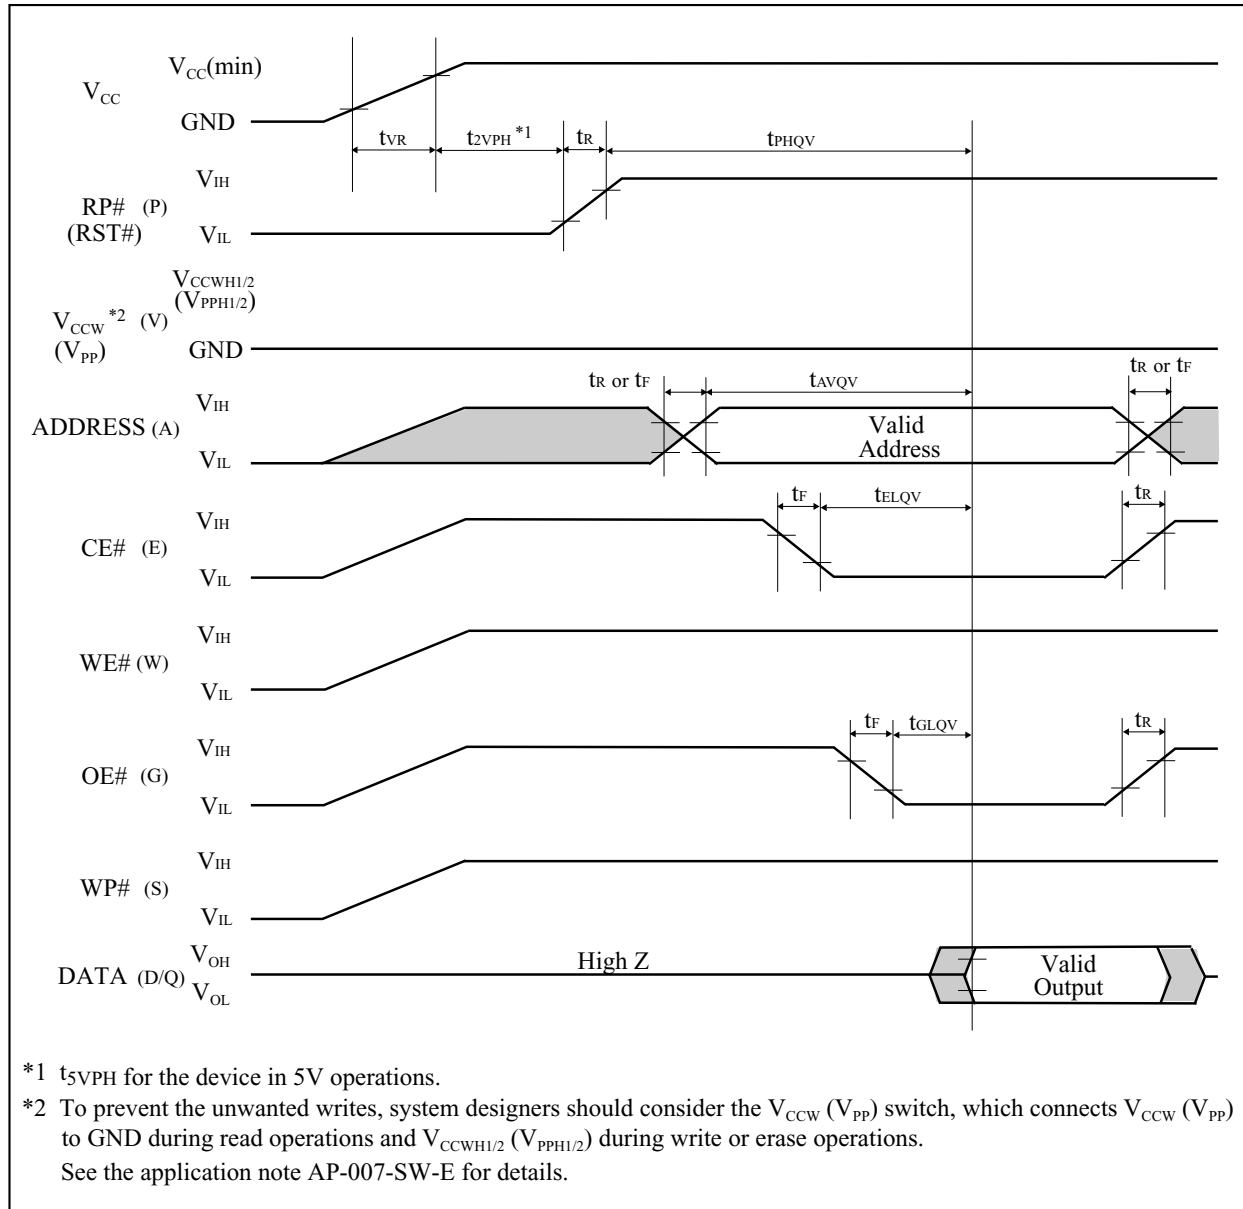 VCC(min)
VCC
GND
tVR t2VPH *1 tR tPHQV
VIH
RP# (P)
(RST#)
VIL
VCCWH1/2
(VPPH1/2)
VCCW *2 (V)
(VPP)
GND
tR or tF tAVQV tR or tF
VIH
ADDRESS (A)
Valid
Address
VIL
tF tELQV tR
VIH
CE# (E)
VIL
VIH
WE# (W)
VIL
tF tGLQV tR
VIH
OE# (G)
VIL
VIH
WP# (S)
VIL
VOH
High Z
Valid
DATA (D/Q)
Output
VOL
*1 t5VPH for the device in 5V operations.
*2 To prevent the unwanted writes, system designers should consider the VCCW (VPP) switch, which connects VCCW (VPP)
to GND during read operations and VCCWH1/2 (VPPH1/2) during write or erase operations.
See the application note AP-007-SW-E for details.